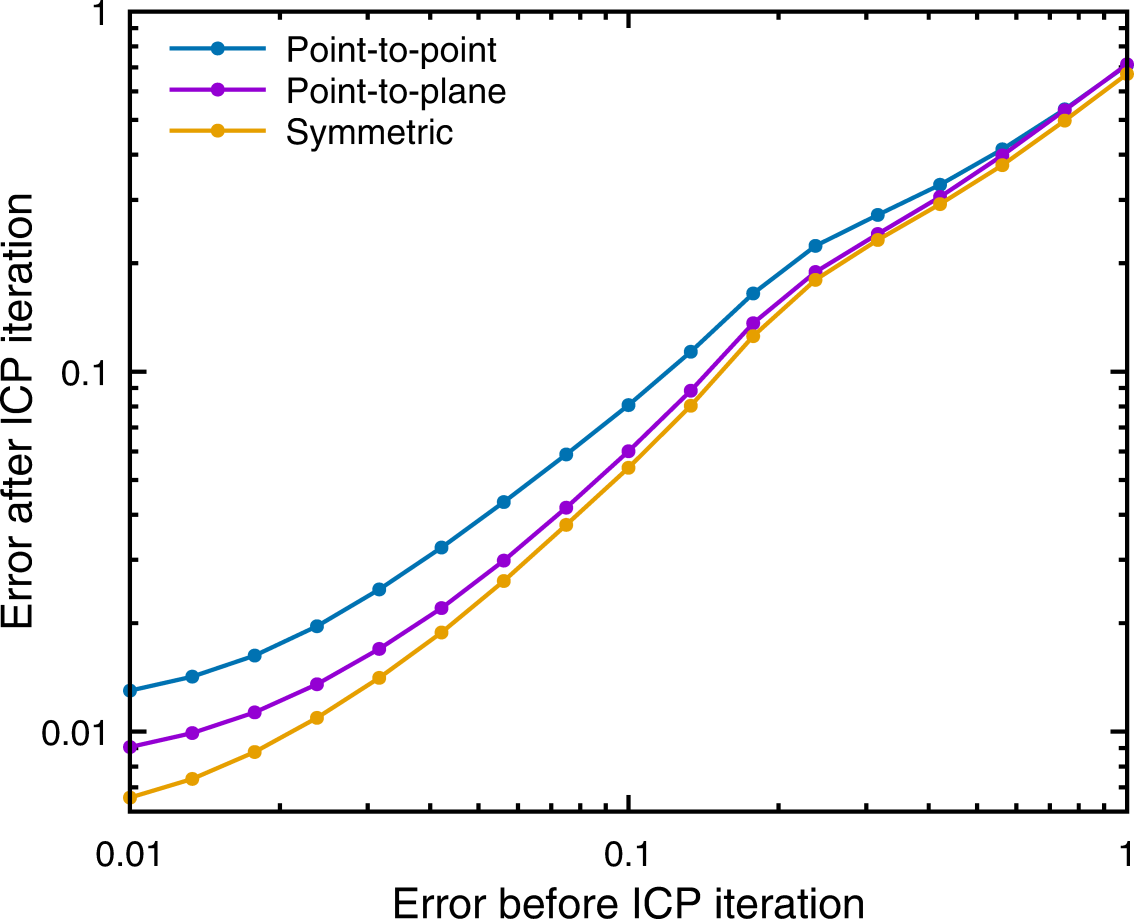 1
Point-to-point
Point-to-plane
Symmetric
Error after ICP iteration
0.1
0.01
0.01
0.1
1
Error before ICP iteration